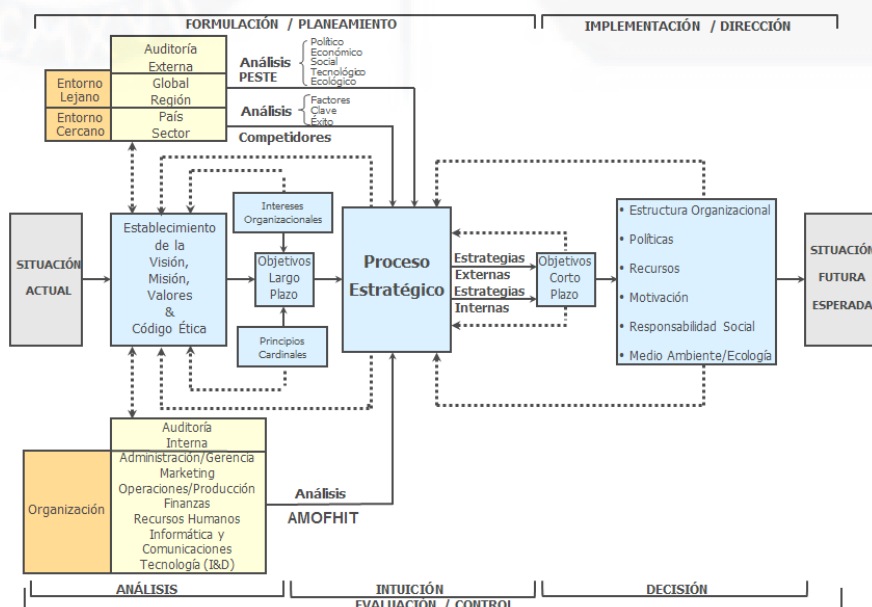 FORMULACIÓN / PLANEAMIENTO
IMPLEMENTACIÓN / DIRECCIÓN
Auditoría
Externa
Entorno
Lejano
Global
Región
Entorno
Cercano
País
Sector
Análisis
PESTE
Político
Económico
Social
Tecnológico
Ecológico
Análisis
Competidores
Factores
Clave
Éxito
SITUACIÓN
ACTUAL
Establecimiento
de la
Visión,
Misión,
Valores
&
Código Ética
Intereses
Organizacionales
Objetivos
Largo
Plazo
Principios
Cardinales
Proceso
Estratégico
Estrategias
Externas
Estrategias
Internas
Objetivos
Corto
Plazo
• Estructura Organizacional
• Políticas
• Recursos
• Motivación
• Responsabilidad Social
• Medio Ambiente/Ecología
SITUACIÓN
FUTURA
ESPERADA
Auditoría
Interna
Organización
Administración/Gerencia
Marketing
Operaciones/Producción
Finanzas
Recursos Humanos
Informática y
Comunicaciones
Tecnología (I&D)
Análisis
AMOFHIT
ANÁLISIS
INTUICIÓN
DECISIÓN
EVALUACIÓN / CONTROL